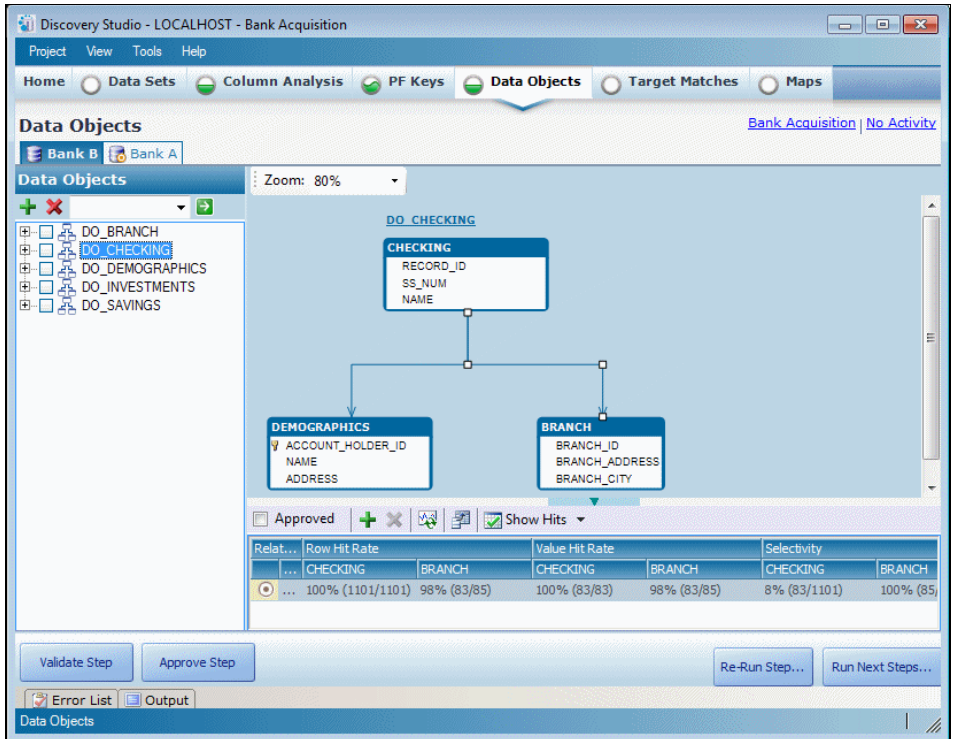 Discovery Studio - LOCALHOST - Bank Acquisition
Project View Tools Help
Home Data Sets Column Analysis PF Keys Data Objects Target Matches Maps
Data Objects
Bank Acquisition | No Activity
Bank B Bank A
Data Objects
Zoom: 80%
DO_BRANCH
DO_CHECKING
DO_DEMOGRAPHICS
DO_INVESTMENTS
DO_SAVINGS
DO_CHECKING
CHECKING
RECORD_ID
SS_NUM
NAME
DEMOGRAPHICS
ACCOUNT_HOLDER_ID
NAME
ADDRESS
BRANCH
BRANCH_ID
BRANCH_ADDRESS
BRANCH_CITY
Approved Show Hits
Relat... Row Hit Rate Value Hit Rate Selectivity
... CHECKING BRANCH CHECKING BRANCH CHECKING BRANCH
... 100% (1101/1101) 98% (83/85) 100% (83/83) 98% (83/85) 8% (83/1101) 100% (85/
Validate Step Approve Step Re-Run Step... Run Next Steps...
Error List Output
Data Objects